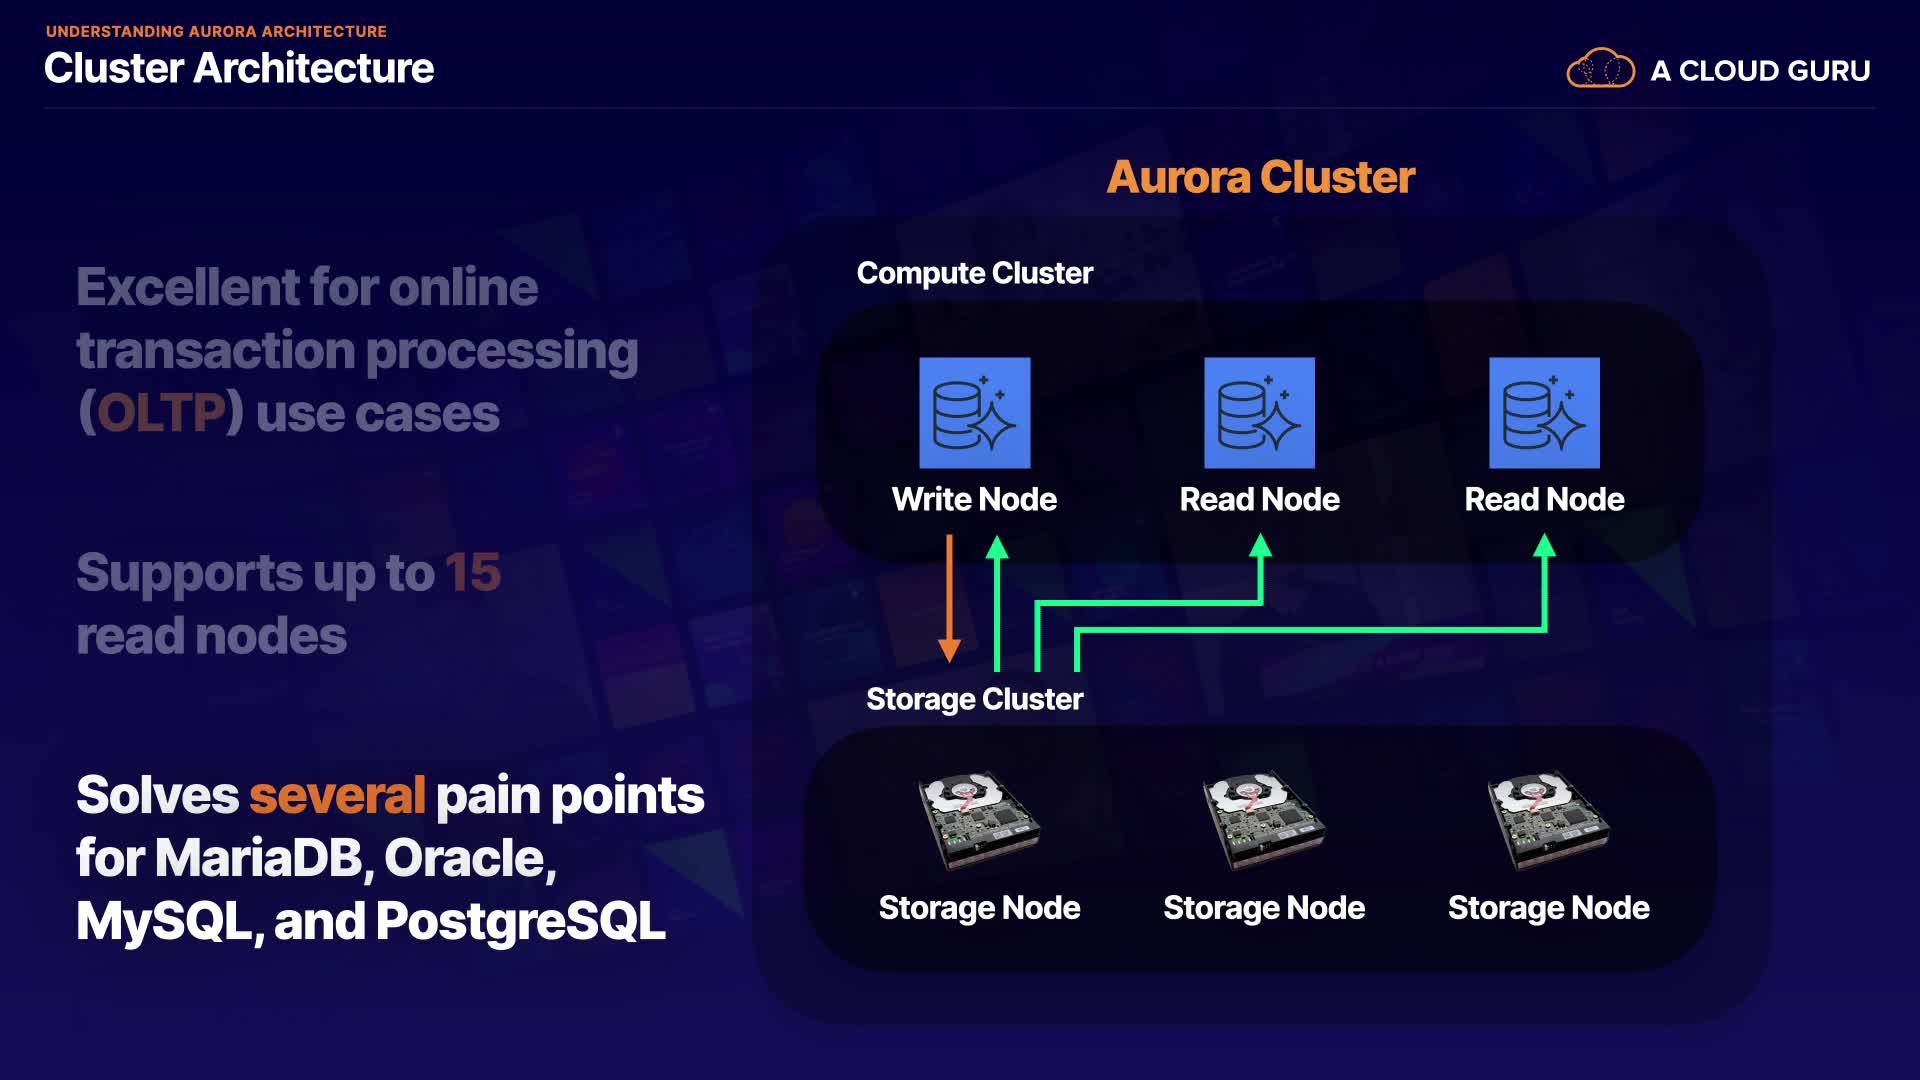 UNDERSTANDING AURORA ARCHITECTURE
Cluster Architecture
A CLOUD GURU
Excellent for online
transaction processing
(OLTP) use cases
Supports up to 15
read nodes
Solves several pain points
for MariaDB, Oracle,
MySQL, and PostgreSQL
Aurora Cluster
Compute Cluster
Write Node
Read Node
Read Node
Storage Cluster
Storage Node
Storage Node
Storage Node